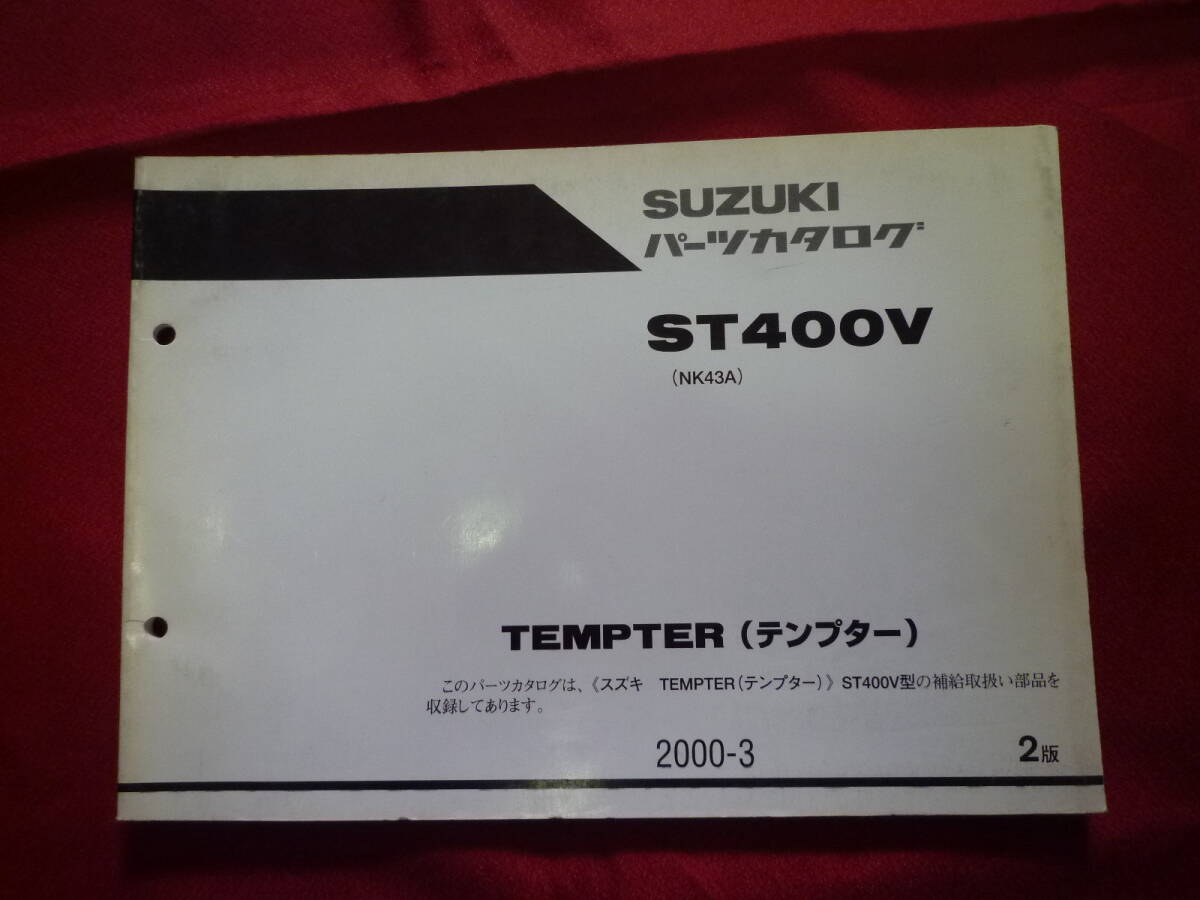 SUZUKI
パーツカタログ
ST400V
(NK43A)
TEMPTER(テンプター)
このパーツカタログは、《スズキ　TEMPTER(テンプター)》ST400V型の補給取扱い部品を
収録してあります。
2000-3
2版